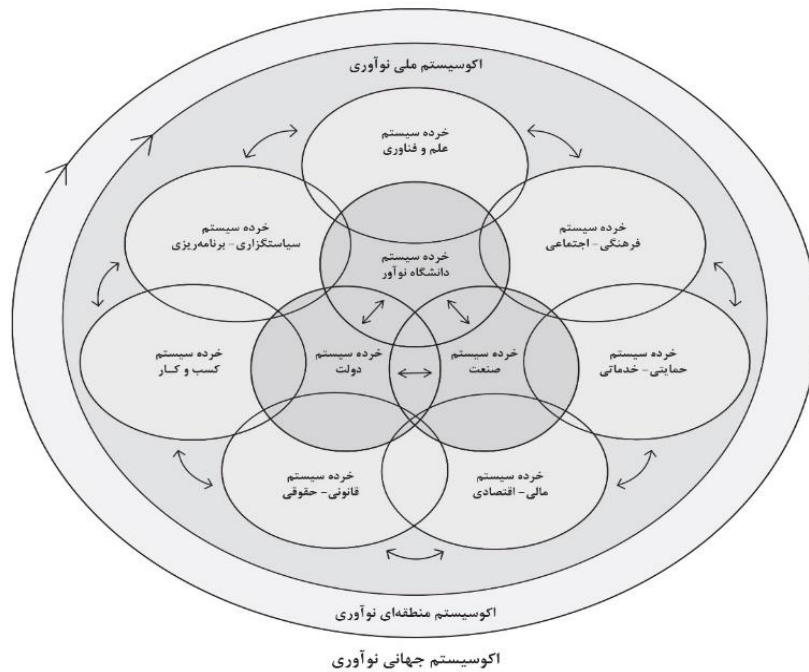 اکوسیستم ملی نوآوری
خرده سیستم
علم و فناوری
خرده سیستم
فرهنگی - اجتماعی
خرده سیستم
سیاستگزاری - برنامه‌ریزی
خرده سیستم
دانشگاه نوآور
خرده سیستم
حمایتی - خدماتی
خرده سیستم
صنعت
خرده سیستم
دولت
خرده سیستم
کسب و کـار
خرده سیستم
مالی - اقتصادی
خرده سیستم
قانونی - حقوقی
اکوسیستم منطقه‌ای نوآوری
اکوسیستم جهانی نوآوری